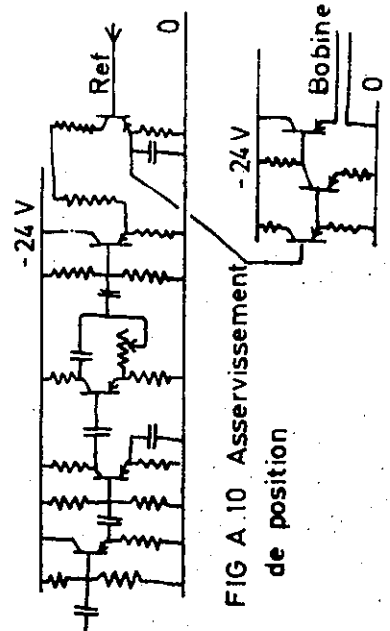 -24 V
Ref
0
-24 V
Bobine
0
FIG A.10 Asservissement
de position